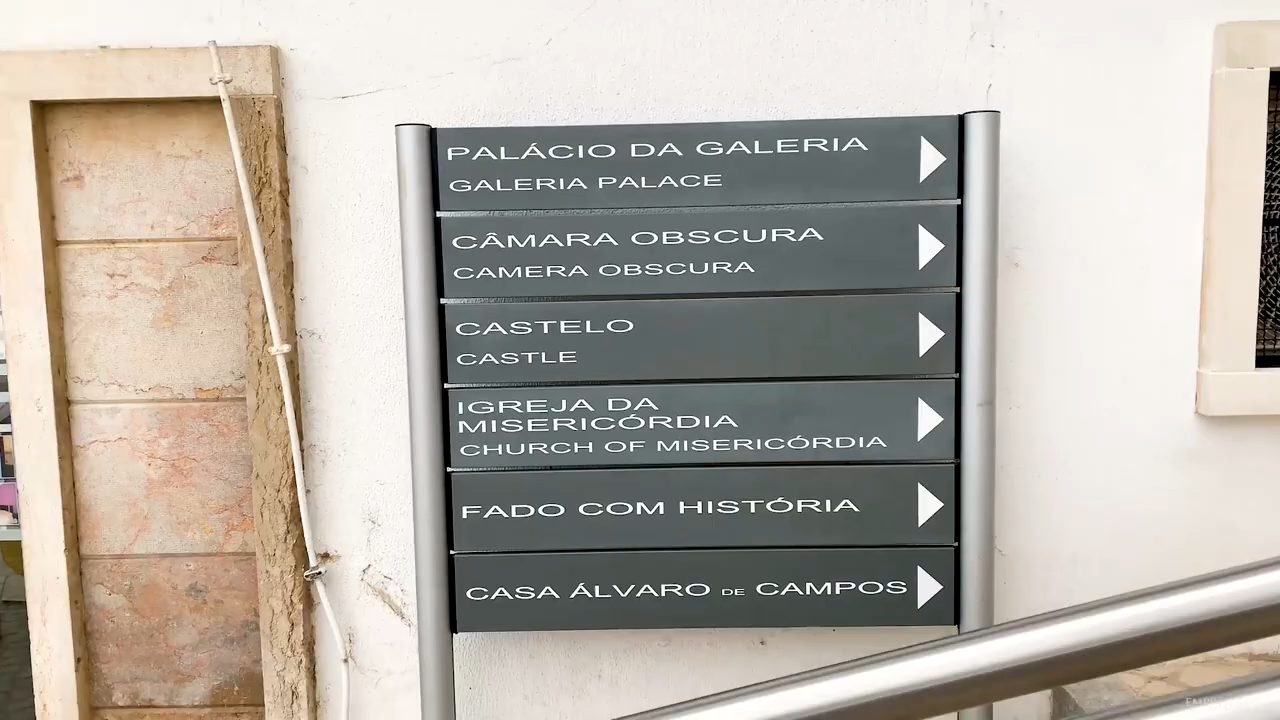 PALÁCIO DA GALERIA
GALERIA PALACE
CÂMARA OBSCURA
CAMERA OBSCURA
CASTELO
CASTLE
IGREJA DA
MISERICÓRDIA
CHURCH OF MISERICÓRDIA
FADO COM HISTÓRIA
CASA ÁLVARO DE CAMPOS